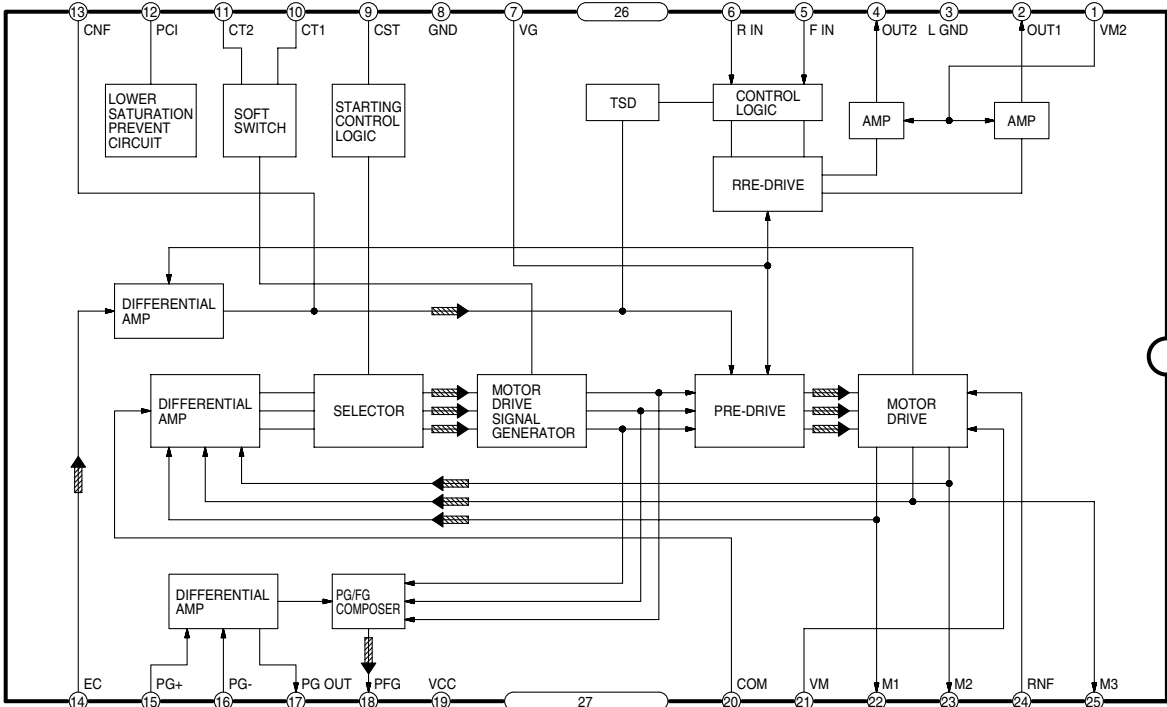 13 12 11 10 9 8 7 26 6 5 4 3 2 1
CNF PCI CT2 CT1 CST GND VG R IN F IN OUT2 L GND OUT1 VM2
LOWER
SATURATION
PREVENT
CIRCUIT
SOFT
SWITCH
STARTING
CONTROL
LOGIC
TSD
CONTROL
LOGIC
AMP
AMP
RRE-DRIVE
DIFFERENTIAL
AMP
DIFFERENTIAL
AMP
SELECTOR
MOTOR
DRIVE
SIGNAL
GENERATOR
PRE-DRIVE
MOTOR
DRIVE
DIFFERENTIAL
AMP
PG/FG
COMPOSER
EC PG+ PG- PG OUT PFG VCC COM VM M1 M2 RNF M3
14 15 16 17 18 19 27 20 21 22 23 24 25